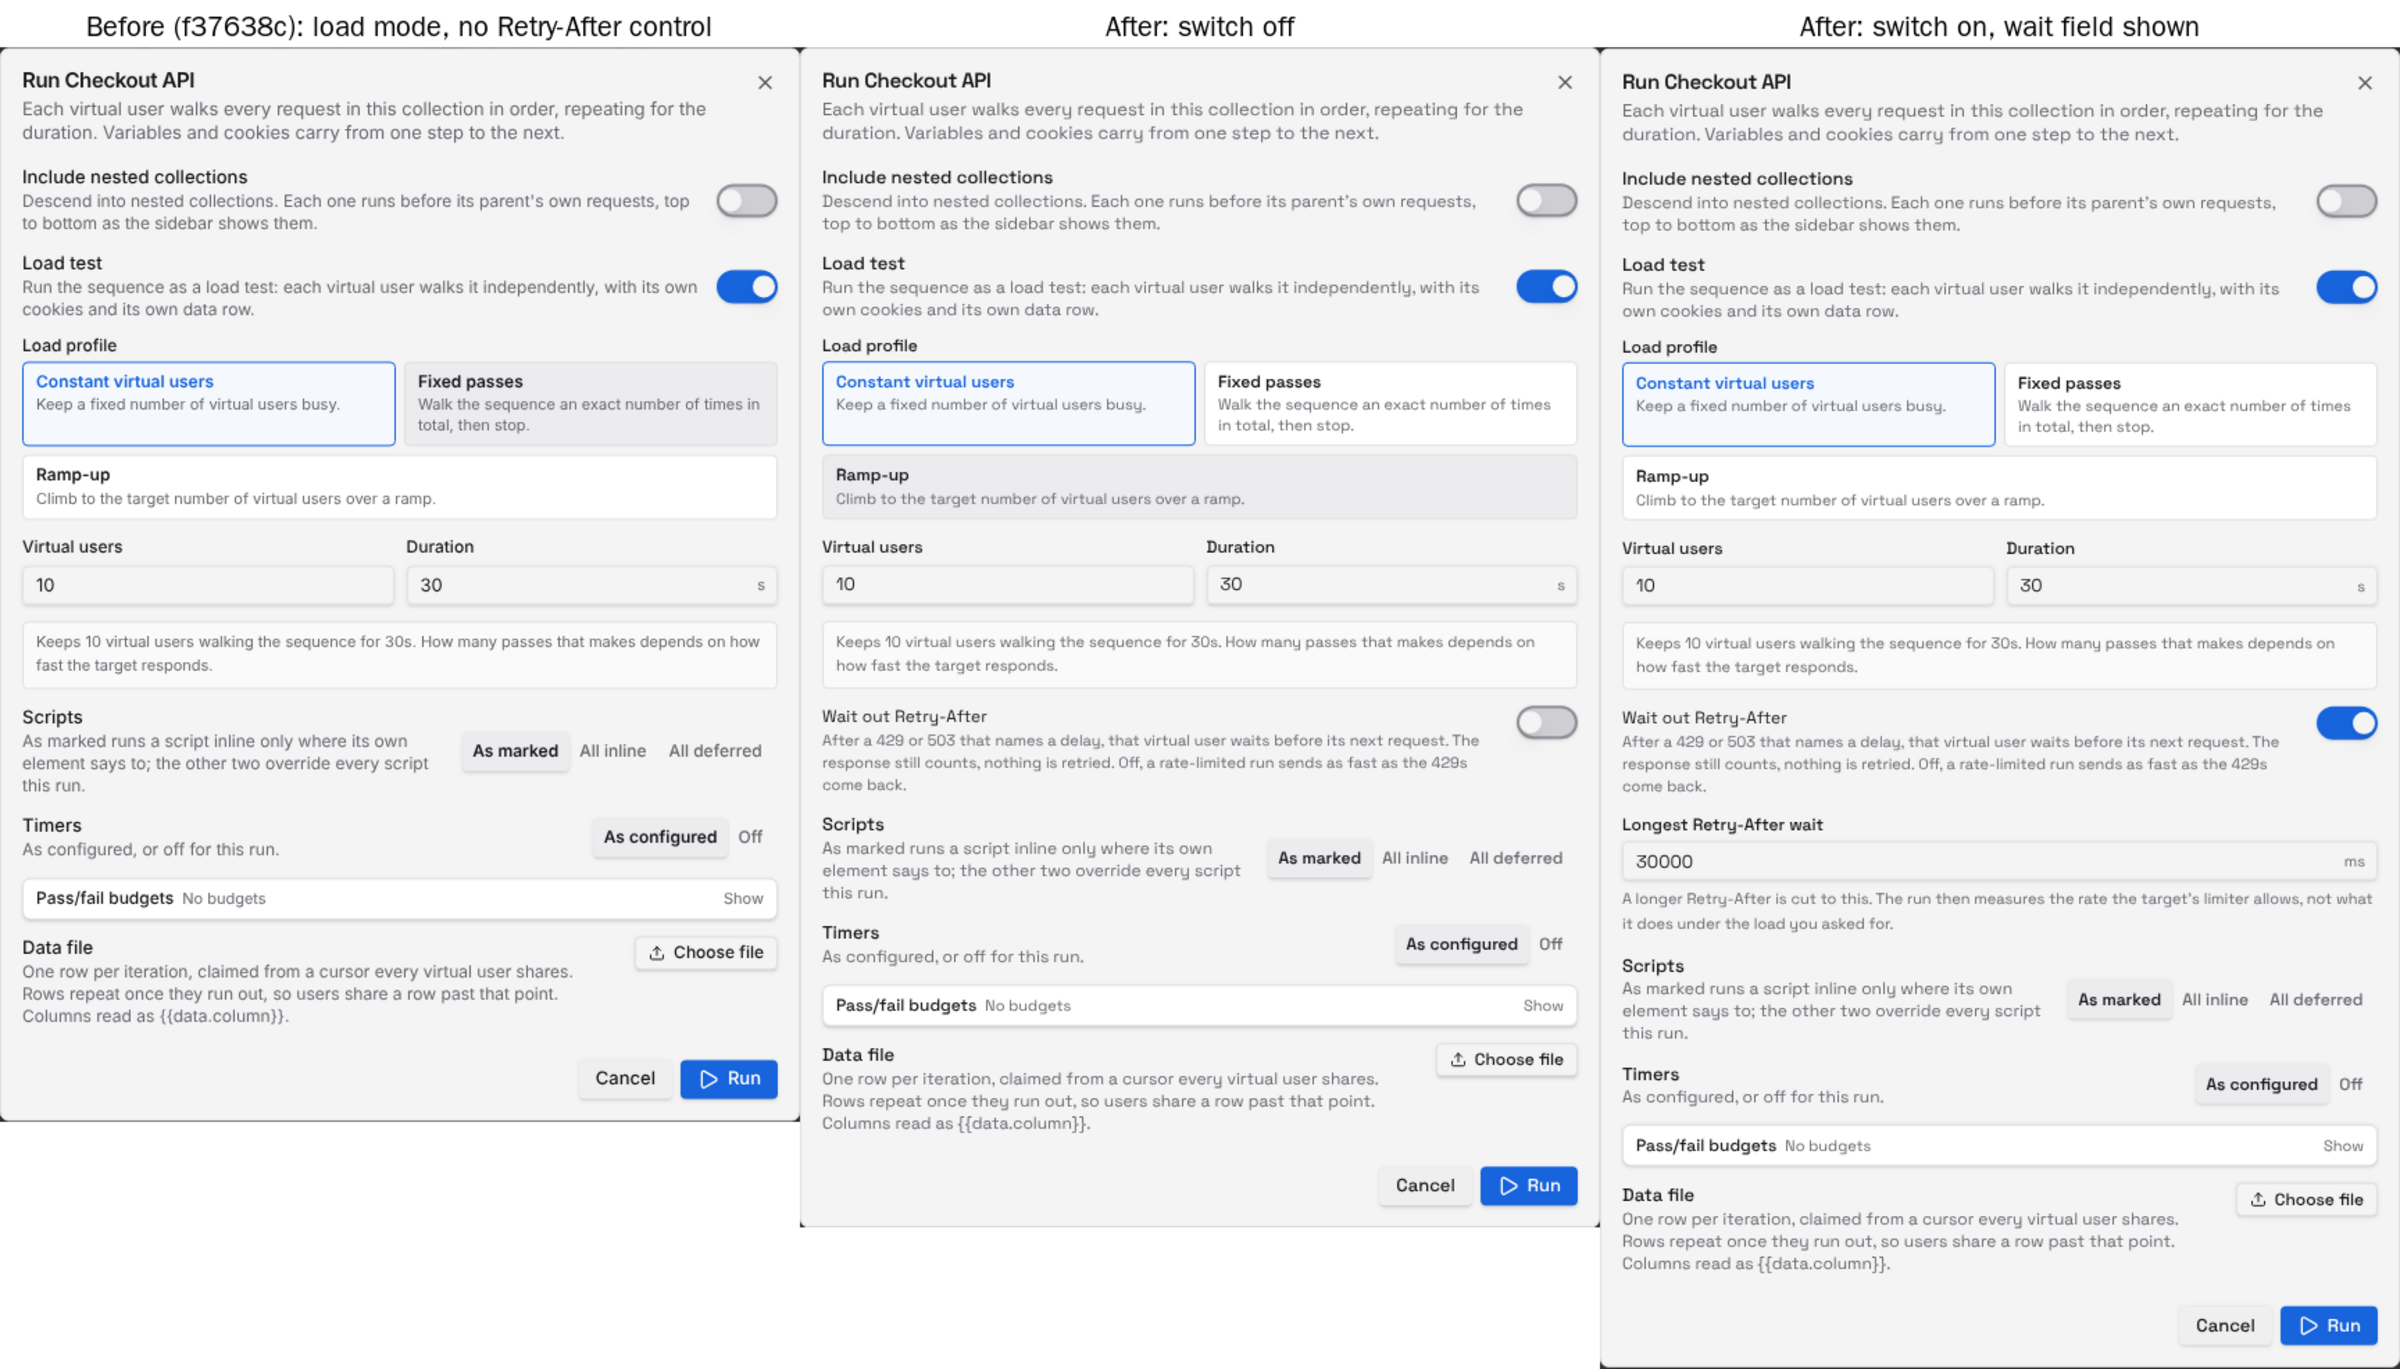 Before (f37638c): load mode, no Retry-After control
Run Checkout API
Each virtual user walks every request in this collection in order, repeating for the
duration. Variables and cookies carry from one step to the next.
Include nested collections
Descend into nested collections. Each one runs before its parent's own requests, top
to bottom as the sidebar shows them.
Load test
Run the sequence as a load test: each virtual user walks it independently, with its own
cookies and its own data row.
Load profile
Constant virtual users
Keep a fixed number of virtual users busy.
Fixed passes
Walk the sequence an exact number of times in
total, then stop.
Ramp-up
Climb to the target number of virtual users over a ramp.
Virtual users
Duration
10
30
s
Keeps 10 virtual users walking the sequence for 30s. How many passes that makes depends on how
fast the target responds.
Scripts
As marked runs a script inline only where its own
element says to; the other two override every script
this run.
As marked
All inline
All deferred
Timers
As configured, or off for this run.
As configured
Off
Pass/fail budgets No budgets
Show
Data file
One row per iteration, claimed from a cursor every virtual user shares.
Rows repeat once they run out, so users share a row past that point.
Columns read as {{data.column}}.
Choose file
Cancel
Run
After: switch off
Run Checkout API
Each virtual user walks every request in this collection in order, repeating for the
duration. Variables and cookies carry from one step to the next.
Include nested collections
Descend into nested collections. Each one runs before its parent's own requests,
top to bottom as the sidebar shows them.
Load test
Run the sequence as a load test: each virtual user walks it independently, with its
own cookies and its own data row.
Load profile
Constant virtual users
Keep a fixed number of virtual users busy.
Fixed passes
Walk the sequence an exact number of times
in total, then stop.
Ramp-up
Climb to the target number of virtual users over a ramp.
Virtual users
Duration
10
30
s
Keeps 10 virtual users walking the sequence for 30s. How many passes that makes depends on
how fast the target responds.
Wait out Retry-After
After a 429 or 503 that names a delay, that virtual user waits before its next request. The
response still counts, nothing is retried. Off, a rate-limited run sends as fast as the 429s
come back.
Scripts
As marked runs a script inline only where its own
element says to; the other two override every script
this run.
As marked
All inline
All deferred
Timers
As configured, or off for this run.
As configured
Off
Pass/fail budgets No budgets
Show
Data file
One row per iteration, claimed from a cursor every virtual user shares.
Rows repeat once they run out, so users share a row past that point.
Columns read as {{data.column}}.
Choose file
Cancel
Run
After: switch on, wait field shown
Run Checkout API
Each virtual user walks every request in this collection in order, repeating for the
duration. Variables and cookies carry from one step to the next.
Include nested collections
Descend into nested collections. Each one runs before its parent's own requests,
top to bottom as the sidebar shows them.
Load test
Run the sequence as a load test: each virtual user walks it independently, with its
own cookies and its own data row.
Load profile
Constant virtual users
Keep a fixed number of virtual users busy.
Fixed passes
Walk the sequence an exact number of times
in total, then stop.
Ramp-up
Climb to the target number of virtual users over a ramp.
Virtual users
Duration
10
30
s
Keeps 10 virtual users walking the sequence for 30s. How many passes that makes depends on
how fast the target responds.
Wait out Retry-After
After a 429 or 503 that names a delay, that virtual user waits before its next request. The
response still counts, nothing is retried. Off, a rate-limited run sends as fast as the 429s
come back.
Longest Retry-After wait
30000
ms
A longer Retry-After is cut to this. The run then measures the rate the target's limiter allows, not what
it does under the load you asked for.
Scripts
As marked runs a script inline only where its own
element says to; the other two override every script
this run.
As marked
All inline
All deferred
Timers
As configured, or off for this run.
As configured
Off
Pass/fail budgets No budgets
Show
Data file
One row per iteration, claimed from a cursor every virtual user shares.
Rows repeat once they run out, so users share a row past that point.
Columns read as {{data.column}}.
Choose file
Cancel
Run